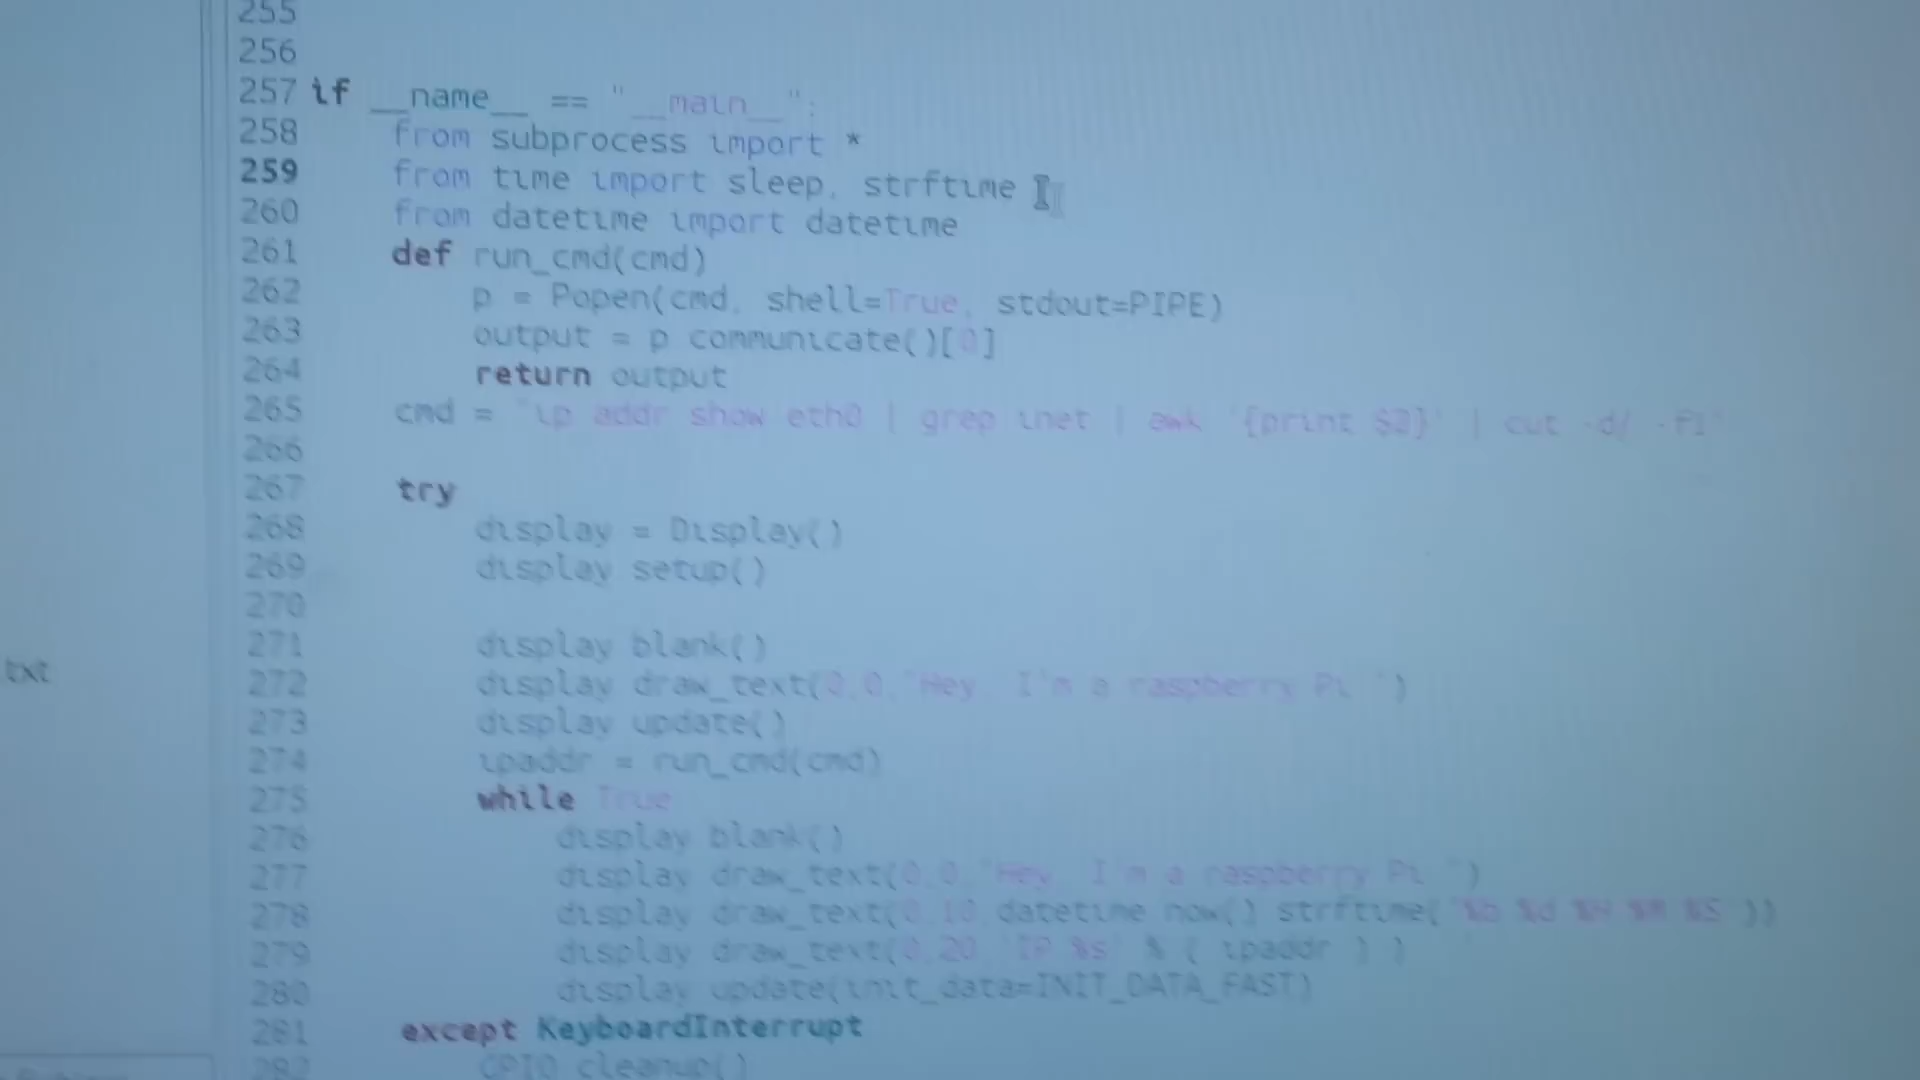 255
256
257 if __name__ == "__main__":
258 from subprocess import *
259 from time import sleep, strftime
260 from datetime import datetime
261 def run_cmd(cmd)
262 p = Popen(cmd, shell=True, stdout=PIPE)
263 output = p communicate()[0]
264 return output
265 cmd = "ip addr show eth0 | grep inet | awk '{print $2}' | cut -d/ -f1"
266
267 try
268 display = Display()
269 display setup()
270
271 display blank()
272 display draw_text(0,0,"Hey I'm a raspberry Pi ")
273 display update()
274 ipaddr = run_cmd(cmd)
275 while True
276 display blank()
277 display draw_text(0,0,"Hey, I'm a raspberry Pi ")
278 display draw_text(0,10,datetime now() strftime( %b %d %H %M %S ))
279 display draw_text(0,20 'IP %s' % ( ipaddr ) )
280 display update(init_data=INIT_DATA_FAST)
281 except KeyboardInterrupt
282 GPIO cleanup()
txt